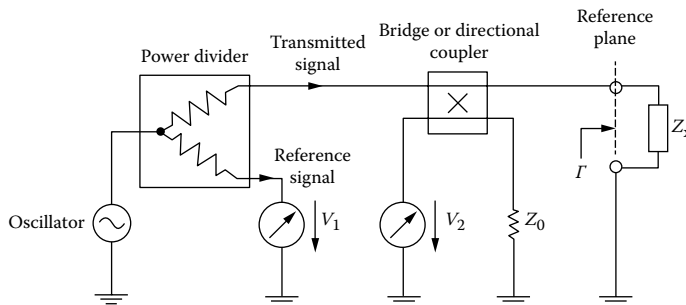 Reference
plane
Bridge or directional
coupler
Transmitted
signal
Power divider
Reference
signal
Oscillator
V1
V2
Z0
Γ